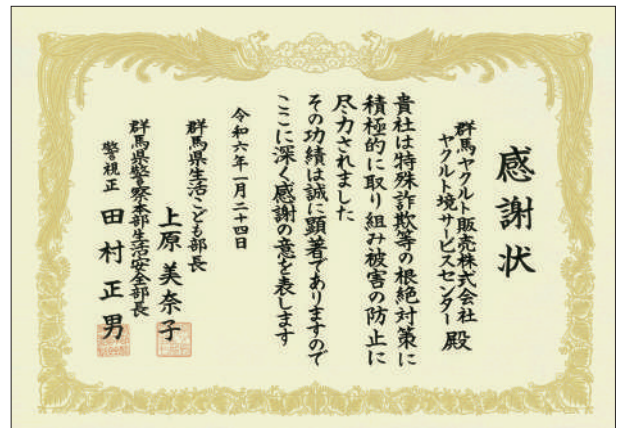 感謝状
群馬ヤクルト販売株式会社
ヤクルト境サービスセンター 殿
貴社は特殊詐欺等の根絶対策に
積極的に取り組み被害の防止に
尽力されました
その功績は誠に顕著でありますので
ここに深く感謝の意を表します
令和六年一月二十四日
群馬県生活こども部長
上原美奈子
群馬県警察本部生活安全部長
警視正 田村正男